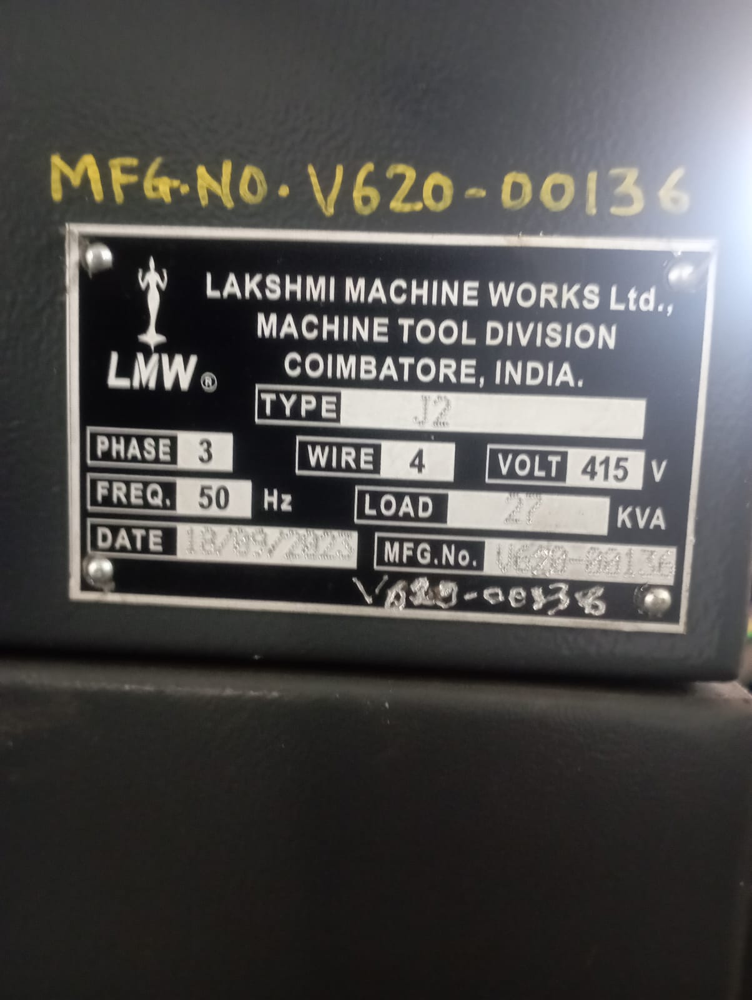 MFG.NO. V620-00136
LAKSHMI MACHINE WORKS Ltd.,
MACHINE TOOL DIVISION
COIMBATORE, INDIA.
LMW ®
TYPE J2
PHASE 3 WIRE 4 VOLT 415 V
FREQ. 50 Hz LOAD 27 KVA
DATE 18/09/2023 MFG.No. V620-00136